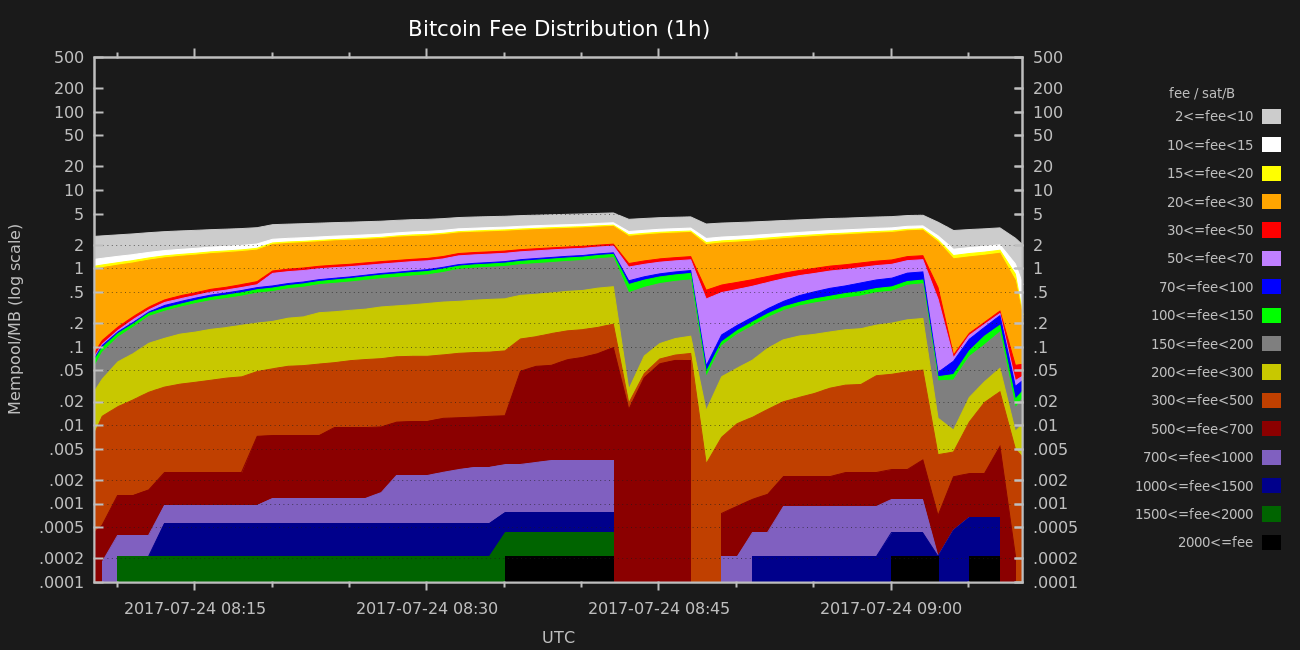 Bitcoin Fee Distribution (1h)
500 500
200 200
100 100
50 50
20 20
10 10
5 5
2 2
1 1
.5 .5
.2 .2
.1 .1
.05 .05
.02 .02
.01 .01
.005 .005
.002 .002
.001 .001
.0005 .0005
.0002 .0002
.0001 .0001
Mempool/MB (log scale)
2017-07-24 08:15 2017-07-24 08:30 2017-07-24 08:45 2017-07-24 09:00
UTC
fee / sat/B
2<=fee<10
10<=fee<15
15<=fee<20
20<=fee<30
30<=fee<50
50<=fee<70
70<=fee<100
100<=fee<150
150<=fee<200
200<=fee<300
300<=fee<500
500<=fee<700
700<=fee<1000
1000<=fee<1500
1500<=fee<2000
2000<=fee